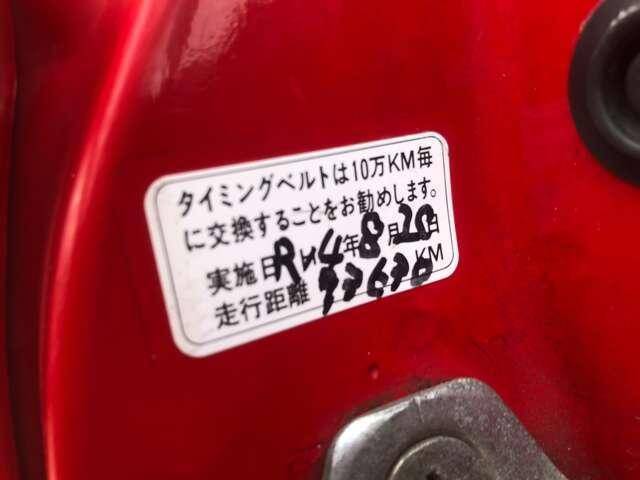 タイミングベルトは10万KM毎
に交換することをお勧めします。
実施日R4年8月20日
走行距離 93630KM